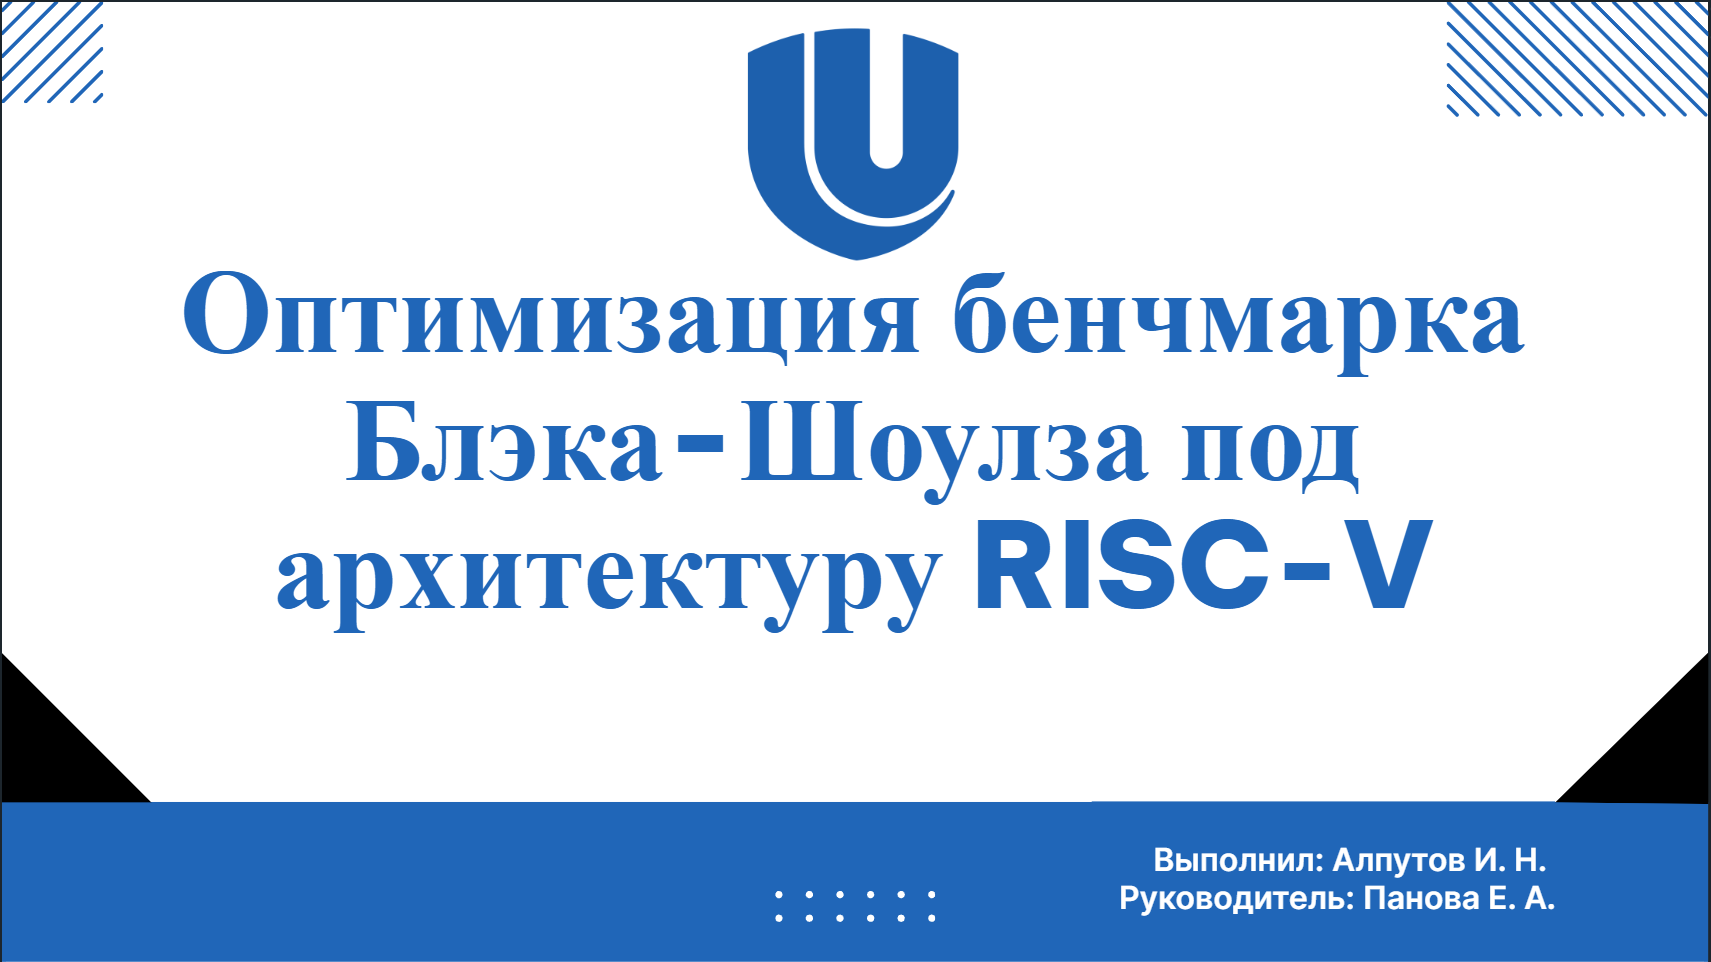 Оптимизация бенчмарка
Блэка-Шоулза под
архитектуру RISC-V
Выполнил: Алпутов И. Н.
Руководитель: Панова Е. А.